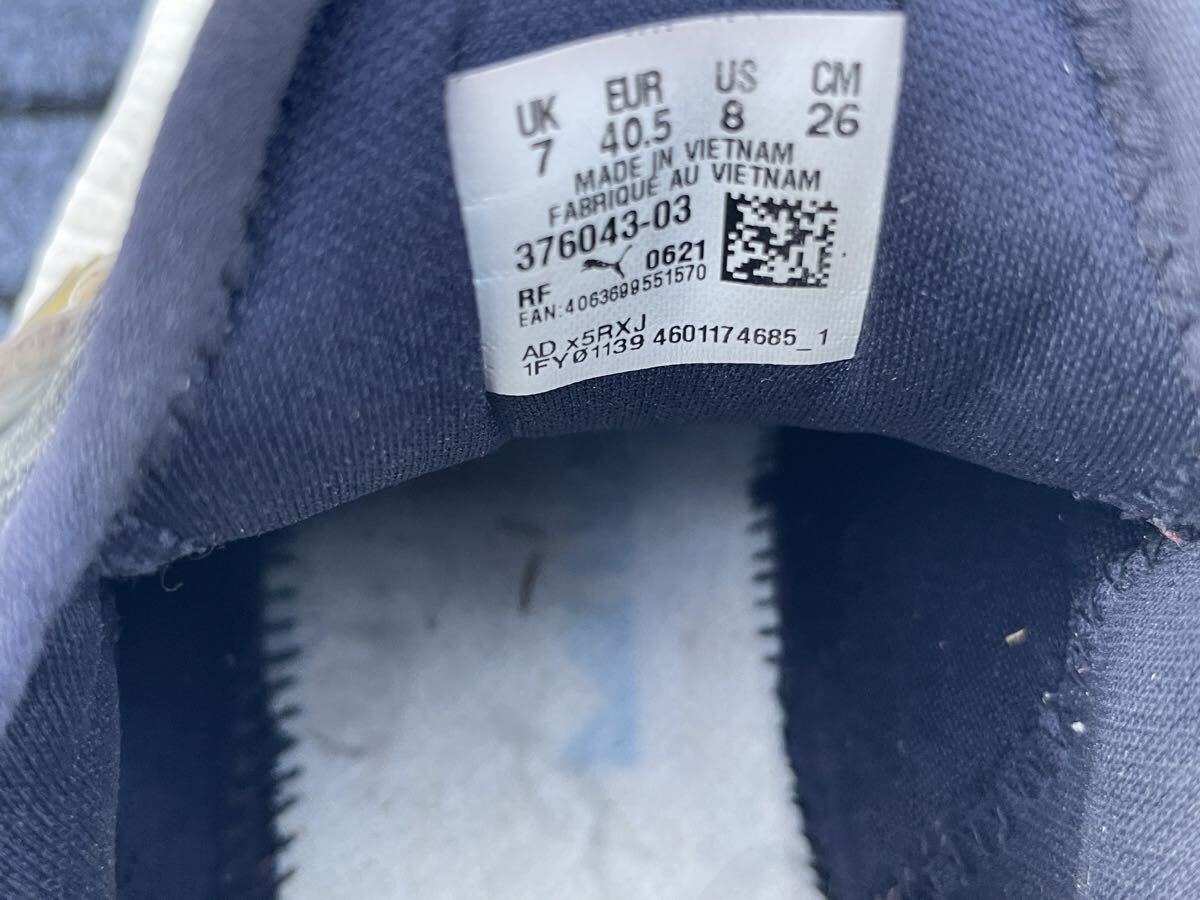 UK EUR US CM
7 40.5 8 26
MADE IN VIETNAM
FABRIQUÉ AU VIETNAM
376043-03
RF 0621
EAN:4063699551570
AD x5RXJ
1FYØ1139 4601174685_1